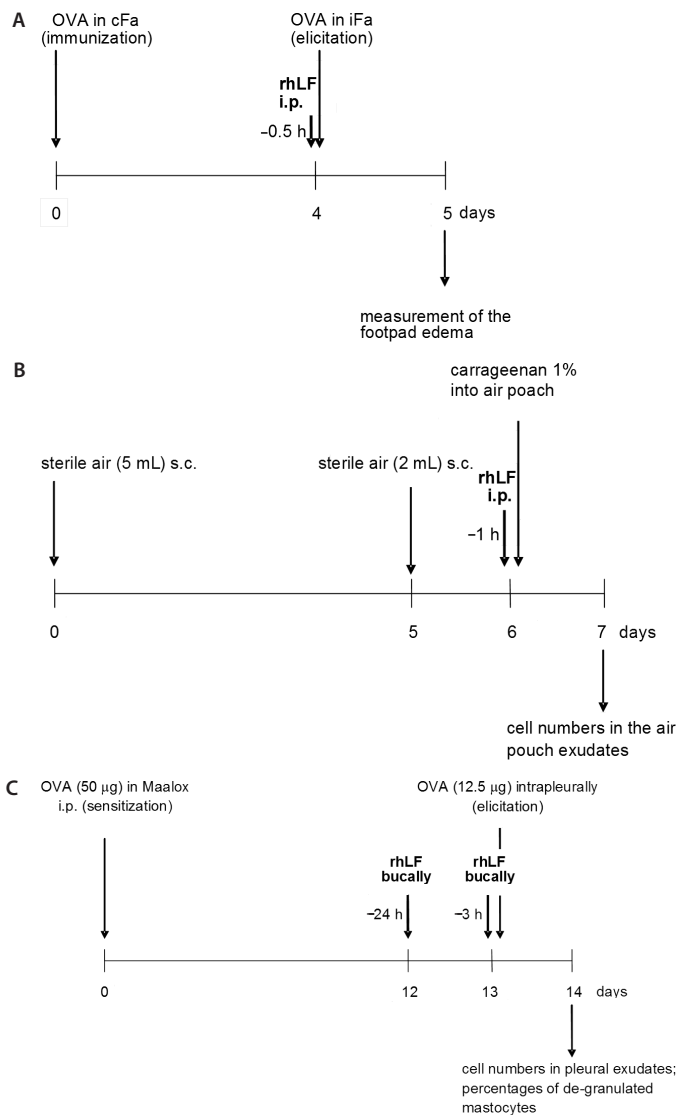 A
OVA in cFa
(immunization)
OVA in iFa
(elicitation)
rhLF
i.p.
–0.5 h
0
4
5 days
measurement of the
footpad edema
B
carrageenan 1%
into air poach
sterile air (5 mL) s.c.
sterile air (2 mL) s.c.
rhLF
i.p.
–1 h
0
5
6
7 days
cell numbers in the air
pouch exudates
C
OVA (50 µg) in Maalox
i.p. (sensitization)
OVA (12.5 µg) intrapleurally
(elicitation)
rhLF
bucally
rhLF
bucally
–24 h
–3 h
0
12
13
14 days
cell numbers in pleural exudates;
percentages of de-granulated
mastocytes